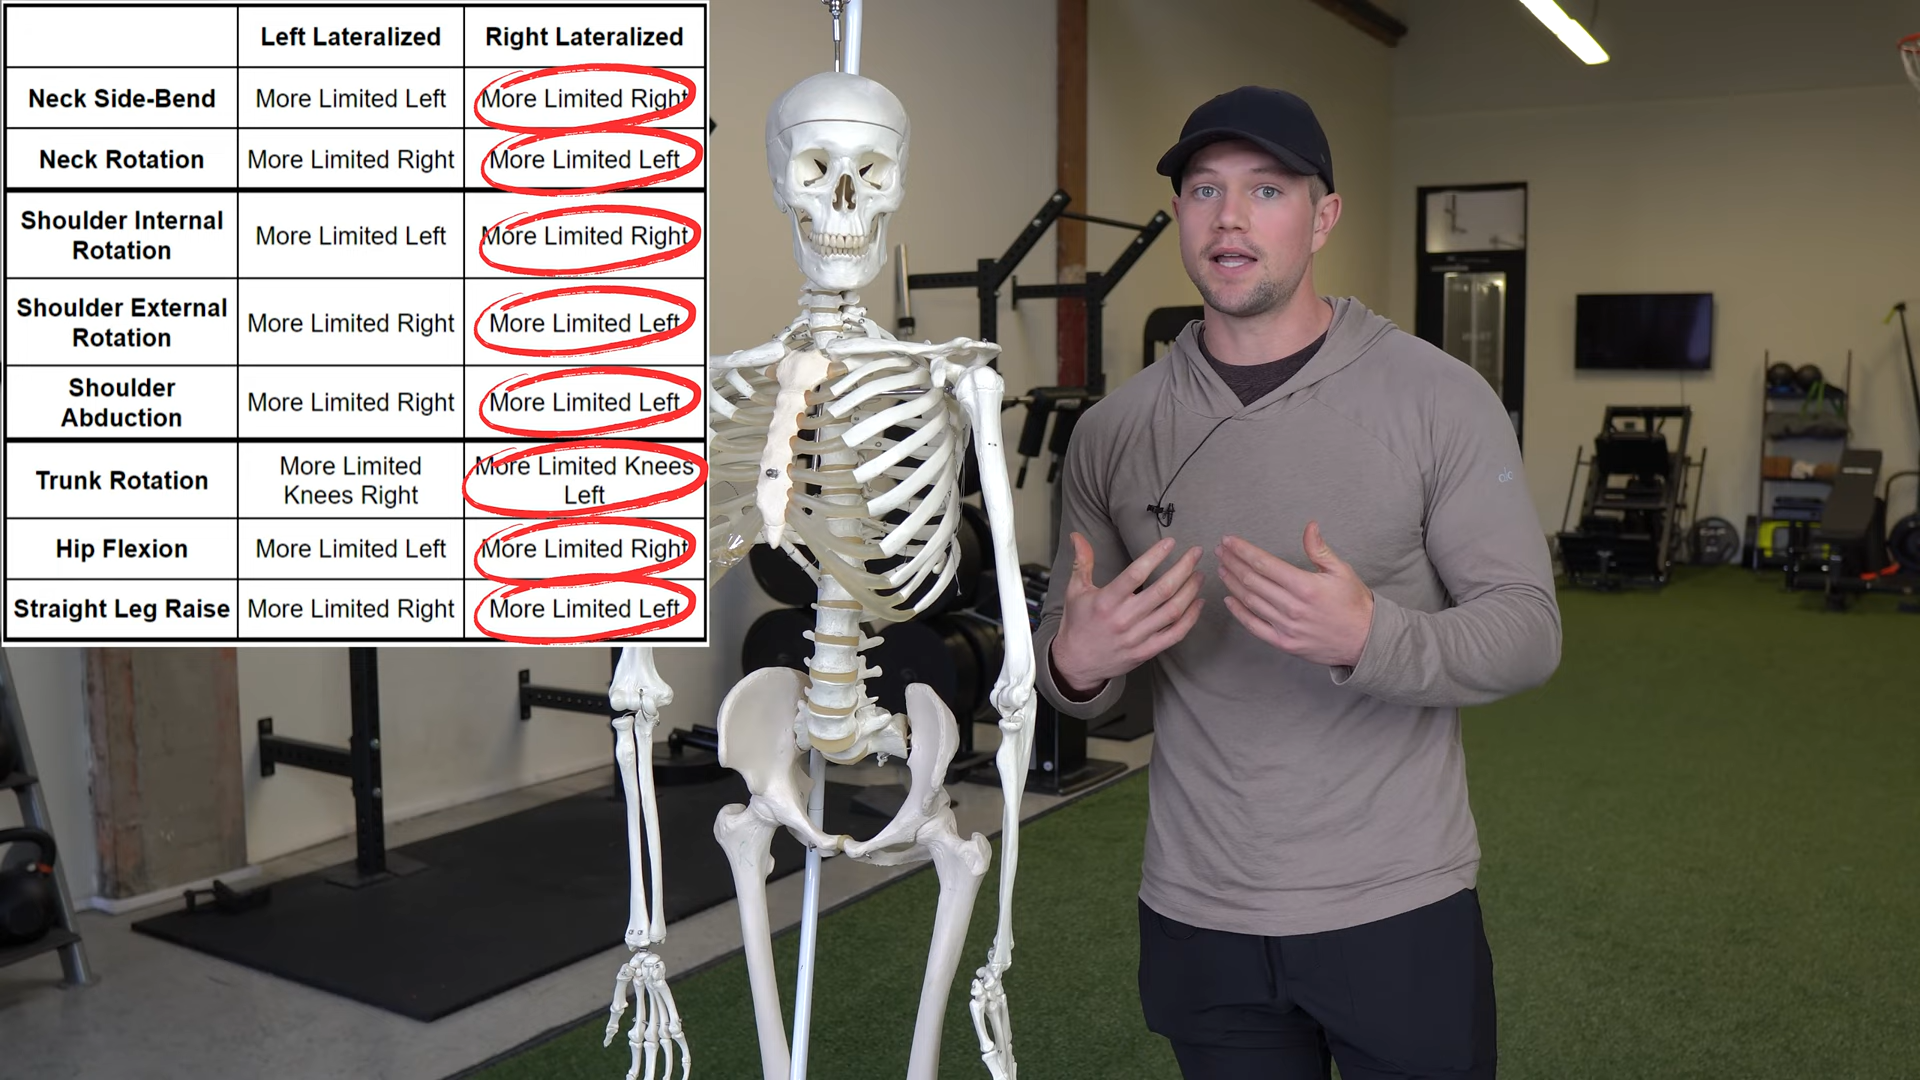 Left Lateralized Right Lateralized
Neck Side-Bend More Limited Left More Limited Right
Neck Rotation More Limited Right More Limited Left
Shoulder Internal Rotation More Limited Left More Limited Right
Shoulder External Rotation More Limited Right More Limited Left
Shoulder Abduction More Limited Right More Limited Left
Trunk Rotation More Limited Knees Right More Limited Knees Left
Hip Flexion More Limited Left More Limited Right
Straight Leg Raise More Limited Right More Limited Left
alo